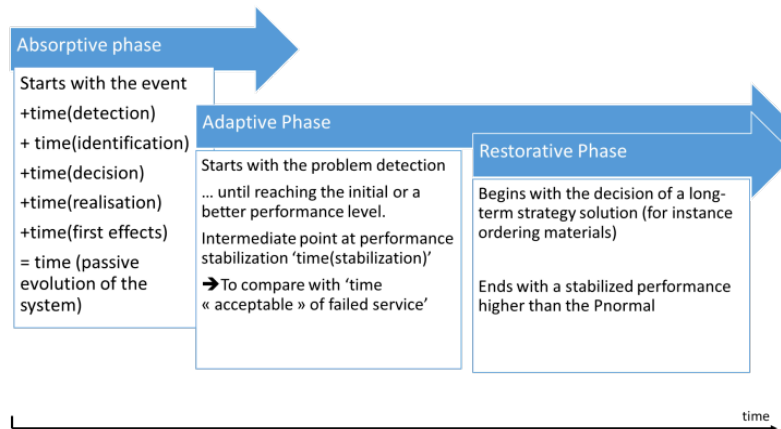 Absorptive phase
Starts with the event
+time(detection)
+ time(identification)
+time(decision)
+time(realisation)
+time(first effects)
= time (passive
evolution of the
system)
Adaptive Phase
Starts with the problem detection
... until reaching the initial or a
better performance level.
Intermediate point at performance
stabilization ‘time(stabilization)’
➔To compare with ‘time
« acceptable » of failed service’
Restorative Phase
Begins with the decision of a long-
term strategy solution (for instance
ordering materials)
Ends with a stabilized performance
higher than the Pnormal
time